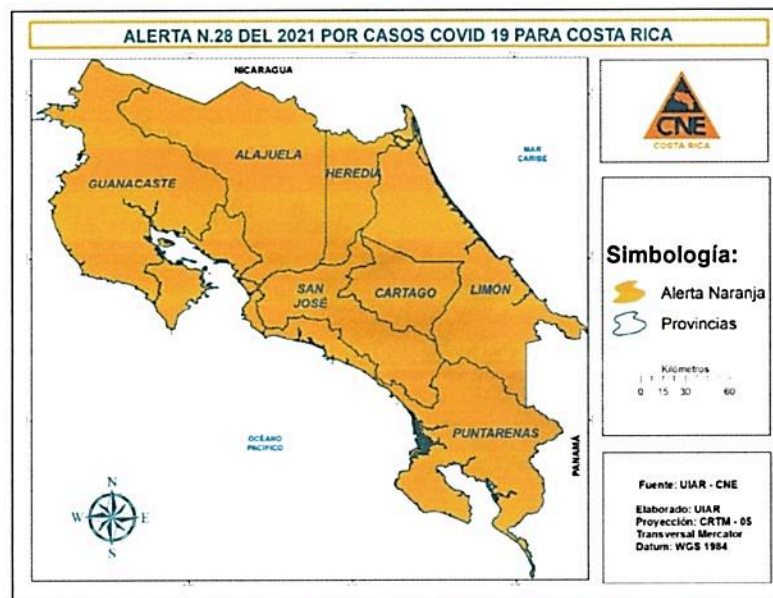 ALERTA N.28 DEL 2021 POR CASOS COVID 19 PARA COSTA RICA
NICARAGUA
MAR
CARIBE
ALAJUELA
HEREDIA
GUANACASTE
SAN
JOSÉ
CARTAGO
LIMÓN
PUNTARENAS
OCÉANO
PACÍFICO
PANAMÁ
N
W
E
S
CNE
COSTA RICA
Simbología:
Alerta Naranja
Provincias
Kilómetros
0 15 30 60
Fuente: UIAR - CNE
Elaborado: UIAR
Proyección: CRTM - 05
Transversal Mercator
Datum: WGS 1984